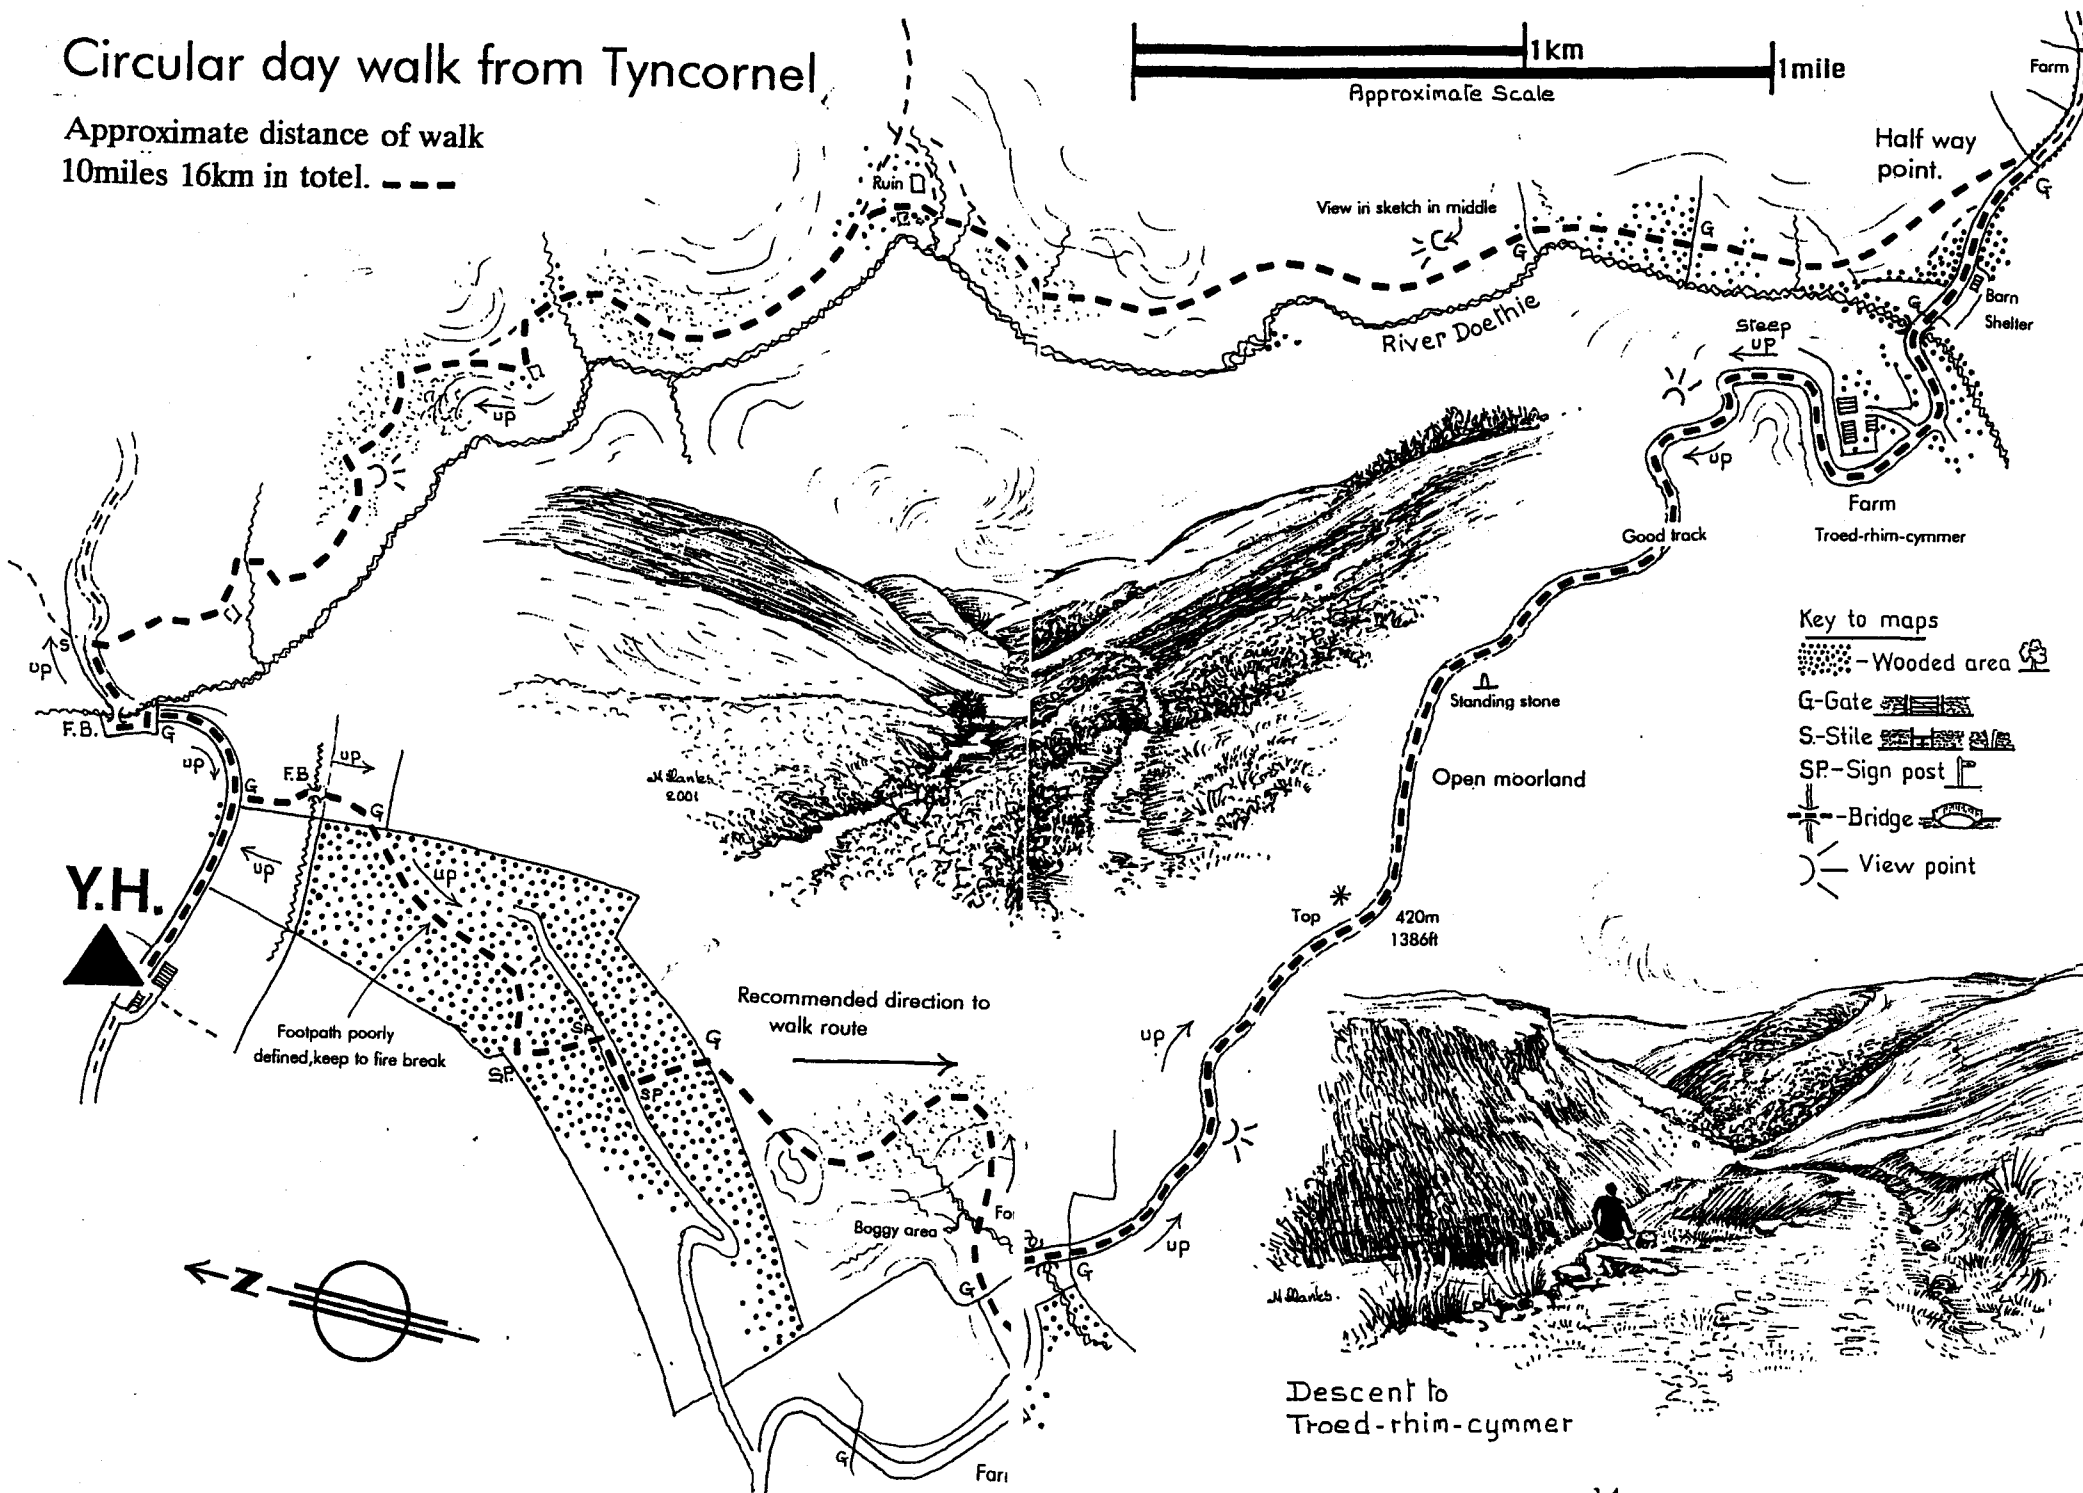 Circular day walk from Tyncornel
Approximate distance of walk
10miles 16km in totel.
1km
1mile
Approximate Scale
Farm
Half way
point.
G
Ruin
View in sketch in middle
G
G
River Doethie
G
Barn
Shelter
Steep
up
up
up
Farm
Troed-rhim-cymmer
Good track
S
up
F.B.
G
up
G
F.B
up
G
up
up
Y.H.
Footpath poorly
defined,keep to fire break
SP.
SP
SP
G
Recommended direction to
walk route
Boggy area
G
G
N
M Hanks
2001
Standing stone
Open moorland
Top
420m
1386ft
up
up
G
Key to maps
-Wooded area
G-Gate
S.-Stile
SP.-Sign post
-Bridge
View point
M Hanks.
Descent to
Troed-rhim-cymmer